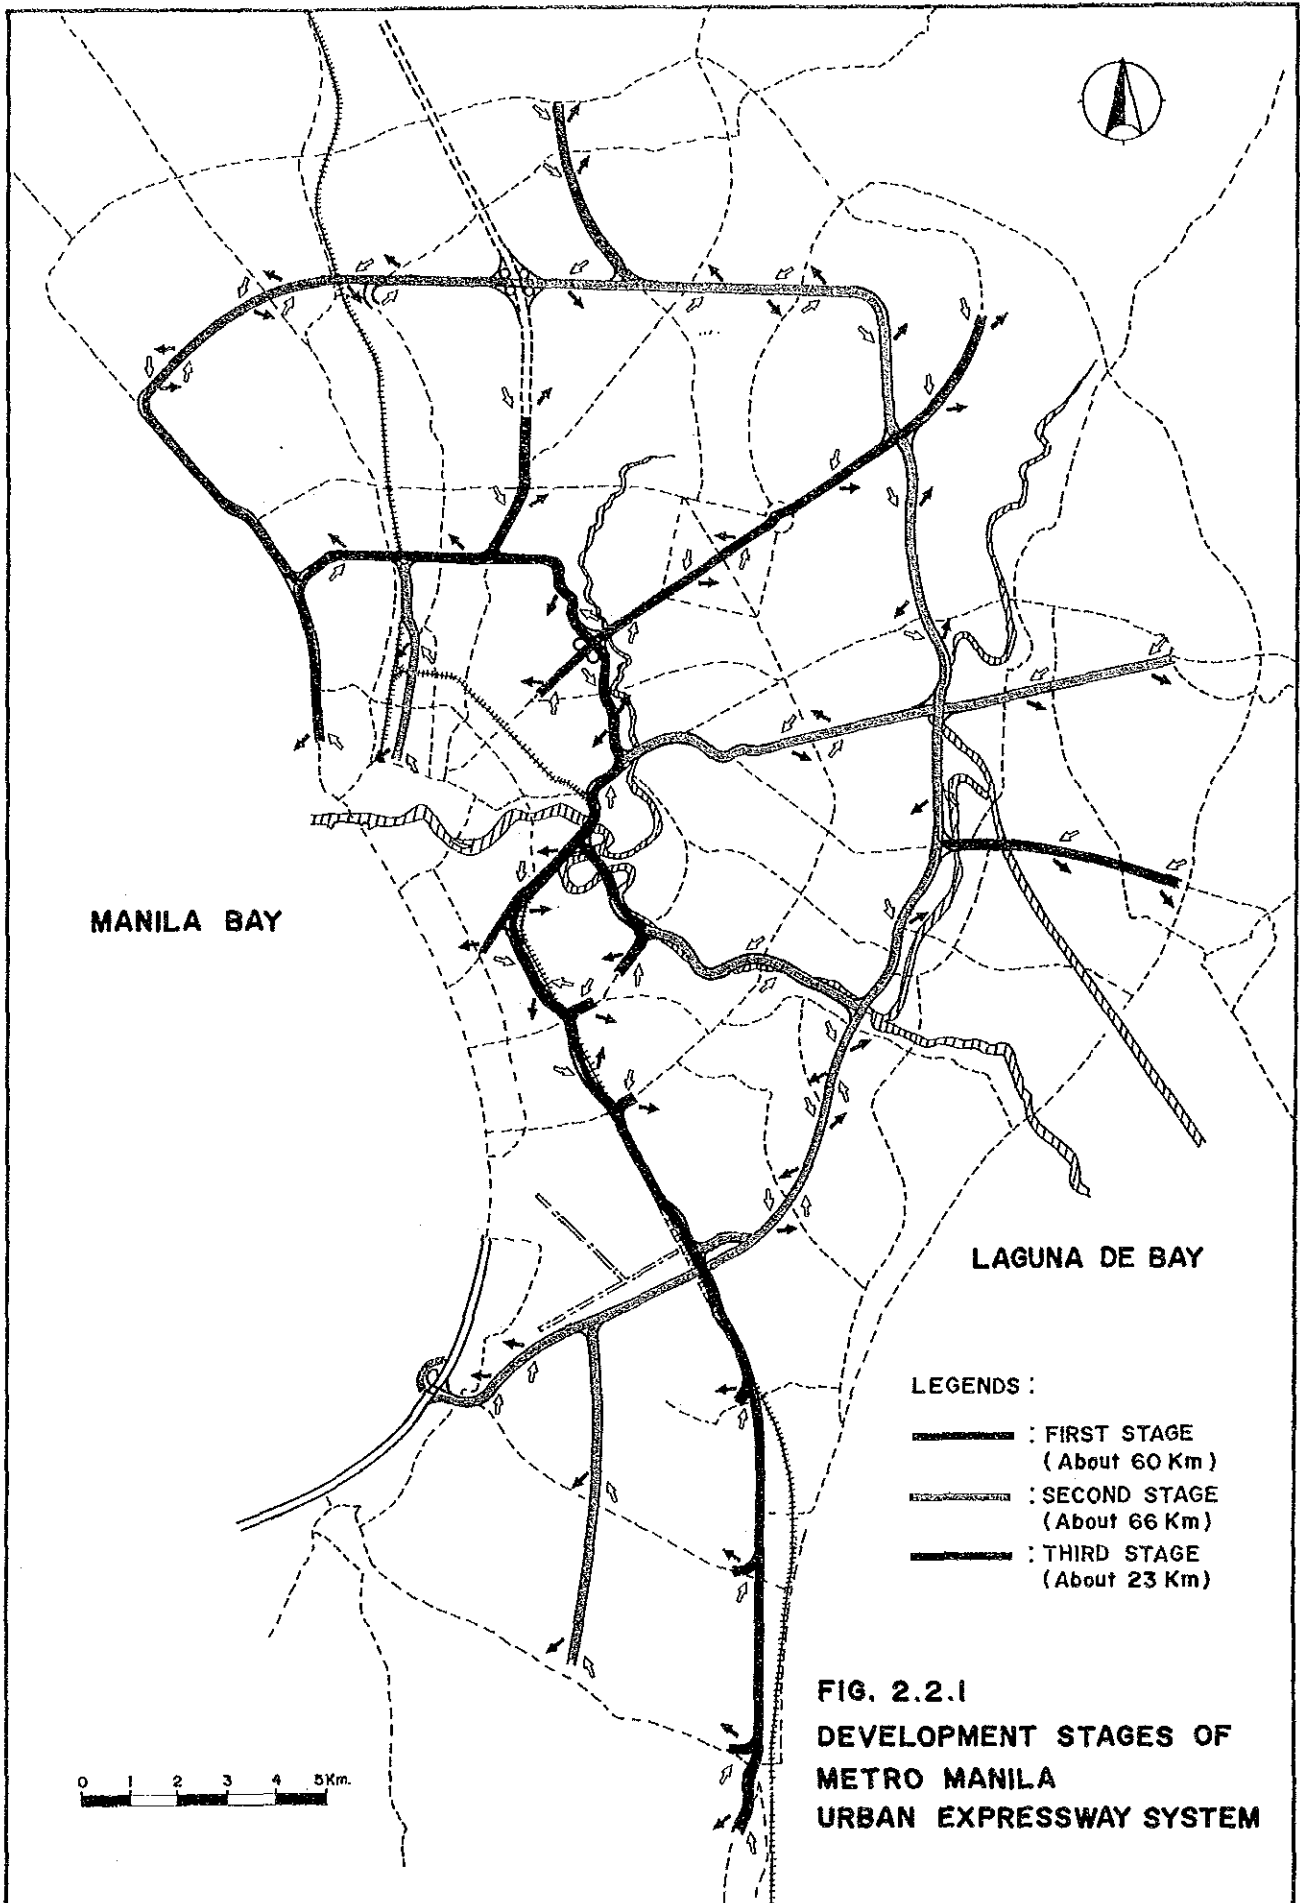 MANILA BAY
LAGUNA DE BAY
LEGENDS :
: FIRST STAGE
(About 60 Km)
: SECOND STAGE
(About 66 Km)
: THIRD STAGE
(About 23 Km)
0 1 2 3 4 5Km.
FIG. 2.2.1
DEVELOPMENT STAGES OF
METRO MANILA
URBAN EXPRESSWAY SYSTEM